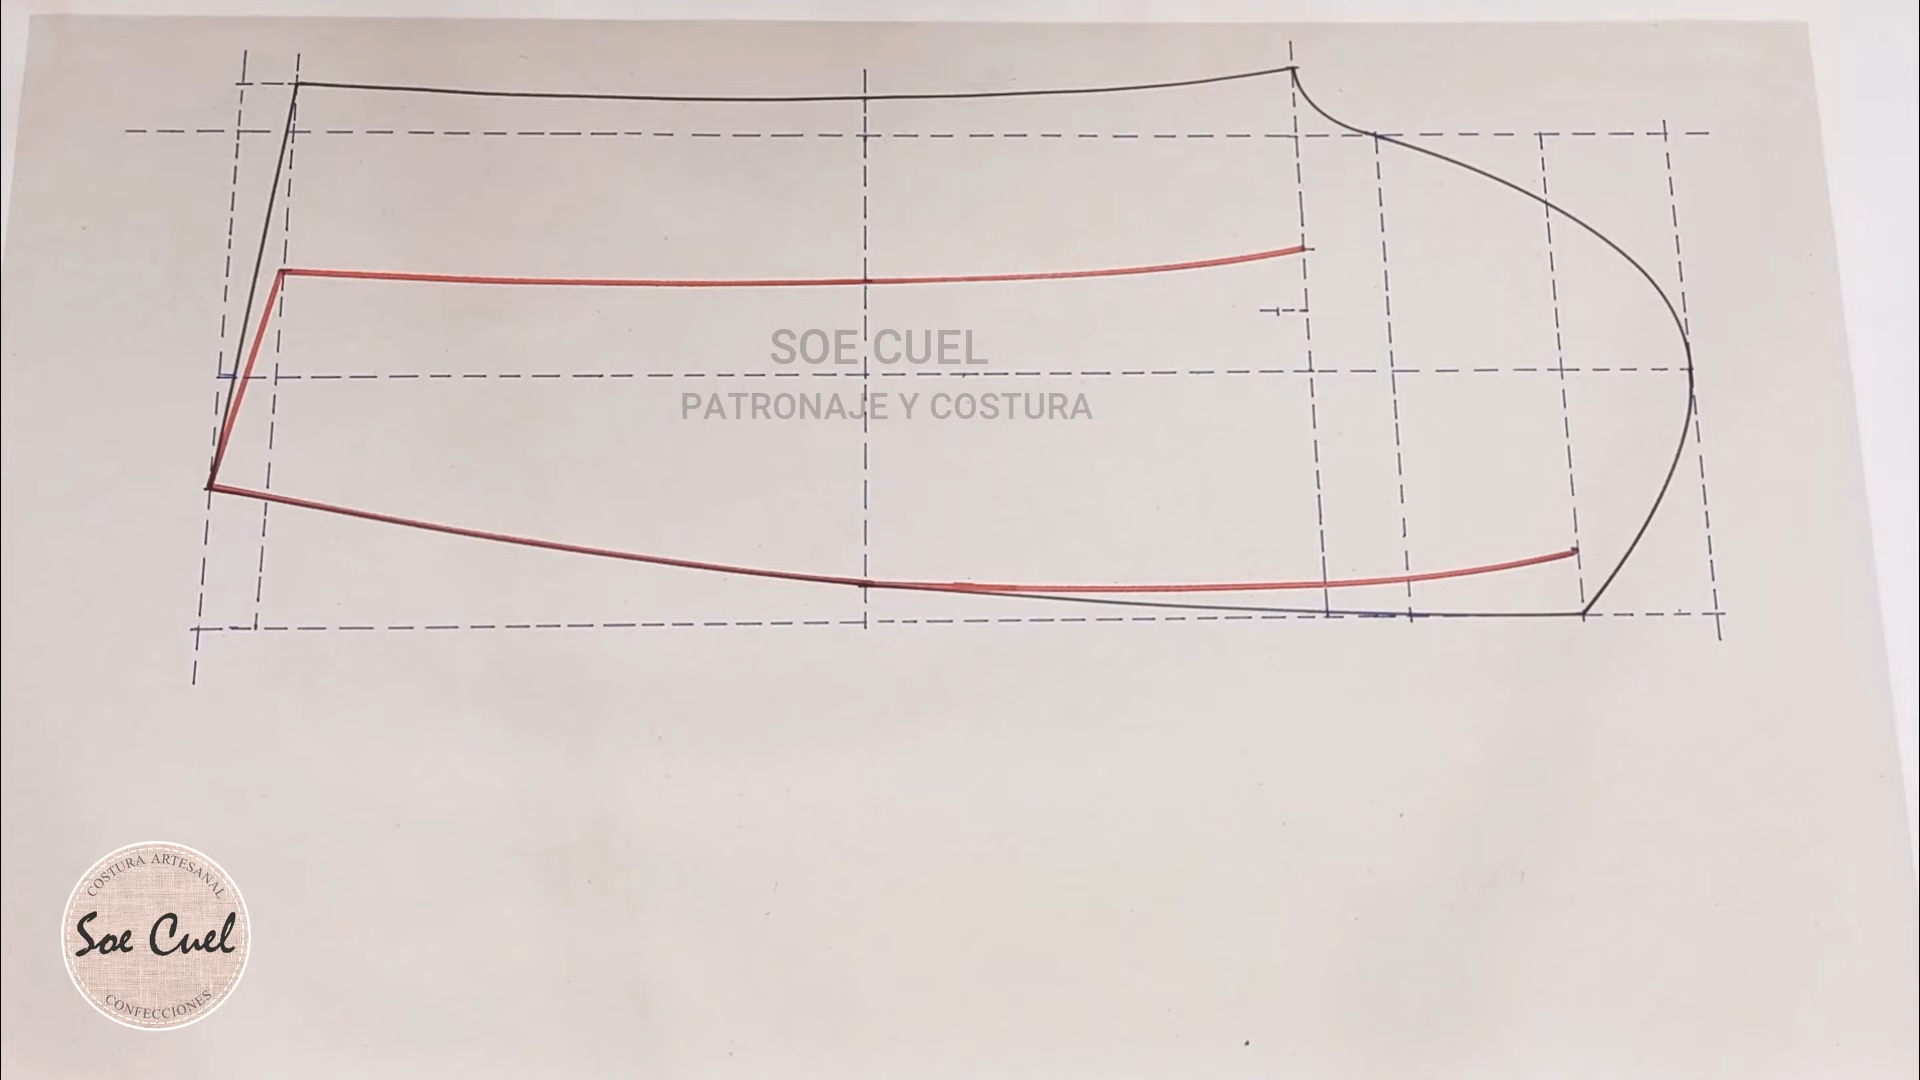 SOE CUEL
PATRONAJE Y COSTURA
COSTURA ARTESANAL
Soe Cuel
CONFECCIONES